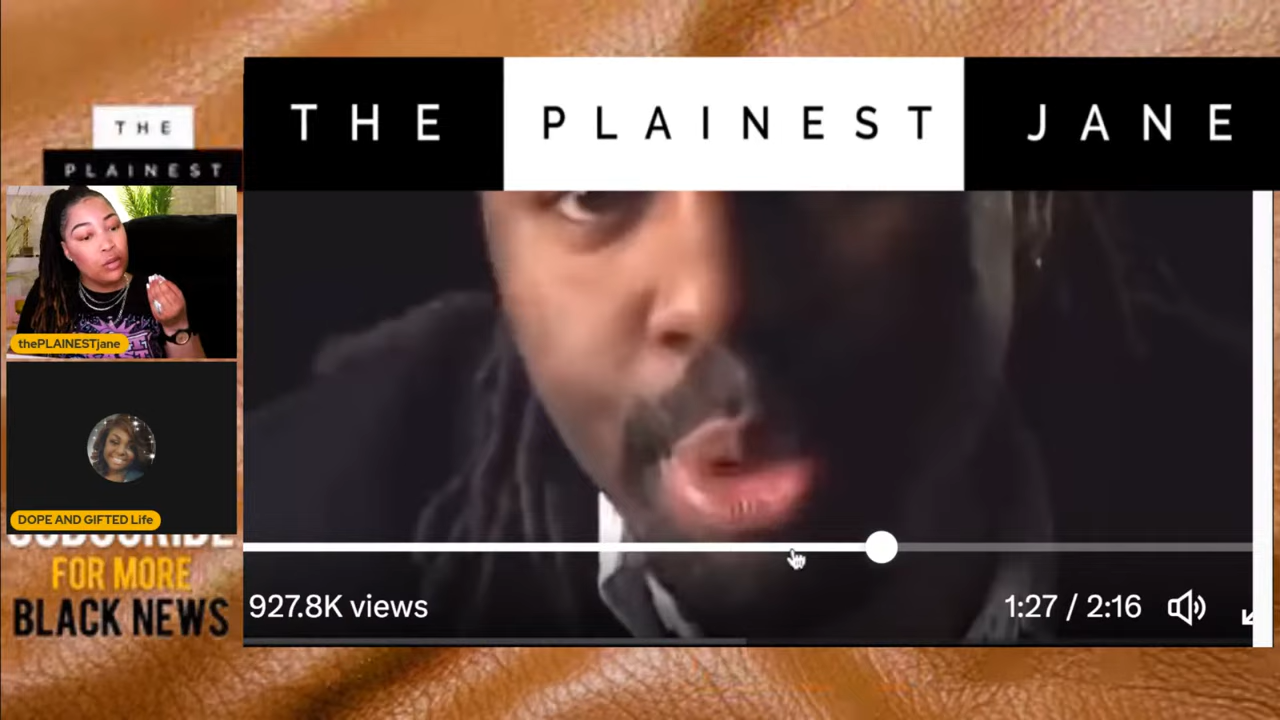 THE PLAINEST JANE
THE
PLAINEST
thePLAINESTjane
DOPE AND GIFTED Life
SUBSCRIBE
FOR MORE
BLACK NEWS
927.8K views
1:27 / 2:16